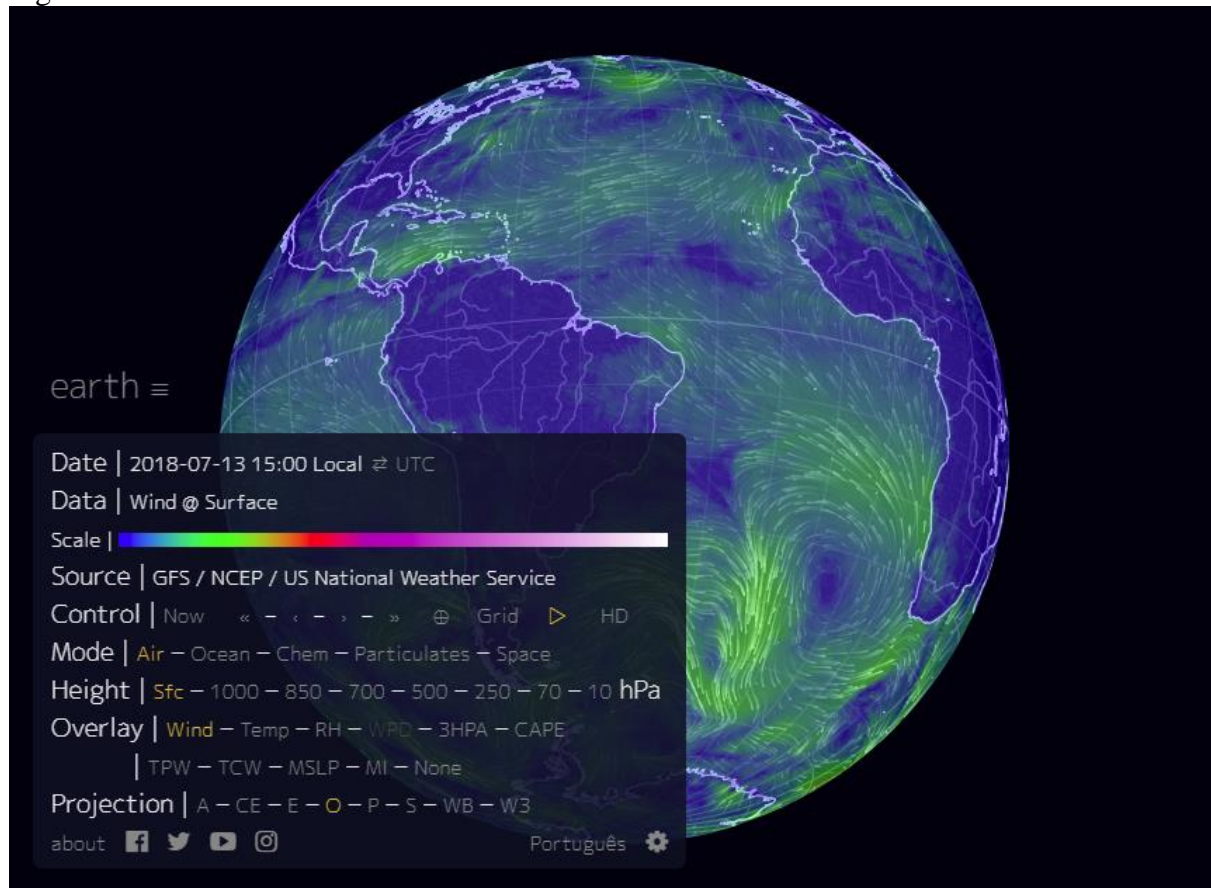 earth ≡
Date | 2018-07-13 15:00 Local ⇄ UTC
Data | Wind @ Surface
Scale |
Source | GFS / NCEP / US National Weather Service
Control | Now « – ‹ – › – » ⊕ Grid ▷ HD
Mode | Air – Ocean – Chem – Particulates – Space
Height | Sfc – 1000 – 850 – 700 – 500 – 250 – 70 – 10 hPa
Overlay | Wind – Temp – RH – WPD – 3HPA – CAPE
| TPW – TCW – MSLP – MI – None
Projection | A – CE – E – O – P – S – WB – W3
about Português